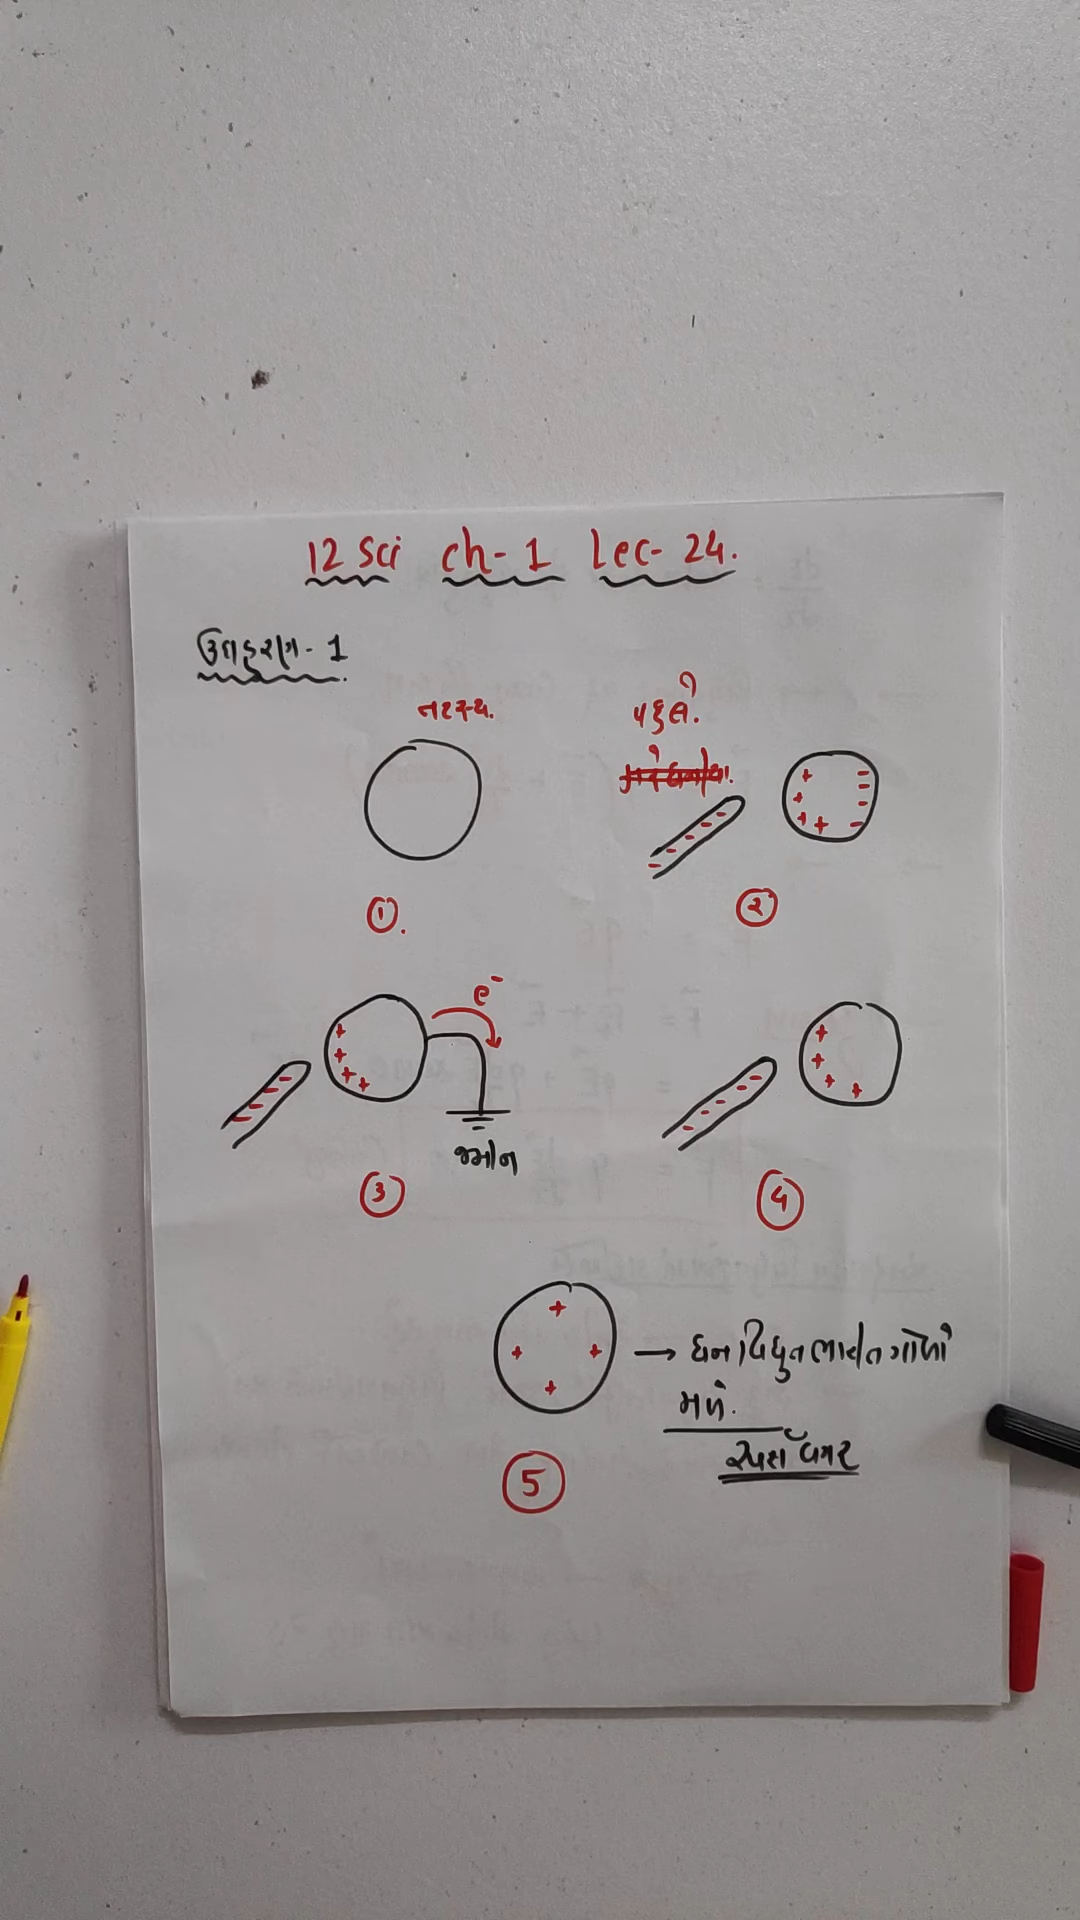 12 Sci ch-1 Lec-24.
ઉદાહરણ-1
તટસ્થ.
પહેલી.
+ -
+ -
+ + -
- - - - -
①.
②
e⁻
+
+
+ +
- - - -
જમીન
③
+
+
+ +
- - - - -
④
+
+ +
+
→ ધન વિધુતભારીત ગોળો
મળે.
સ્પર્શ વગર
⑤